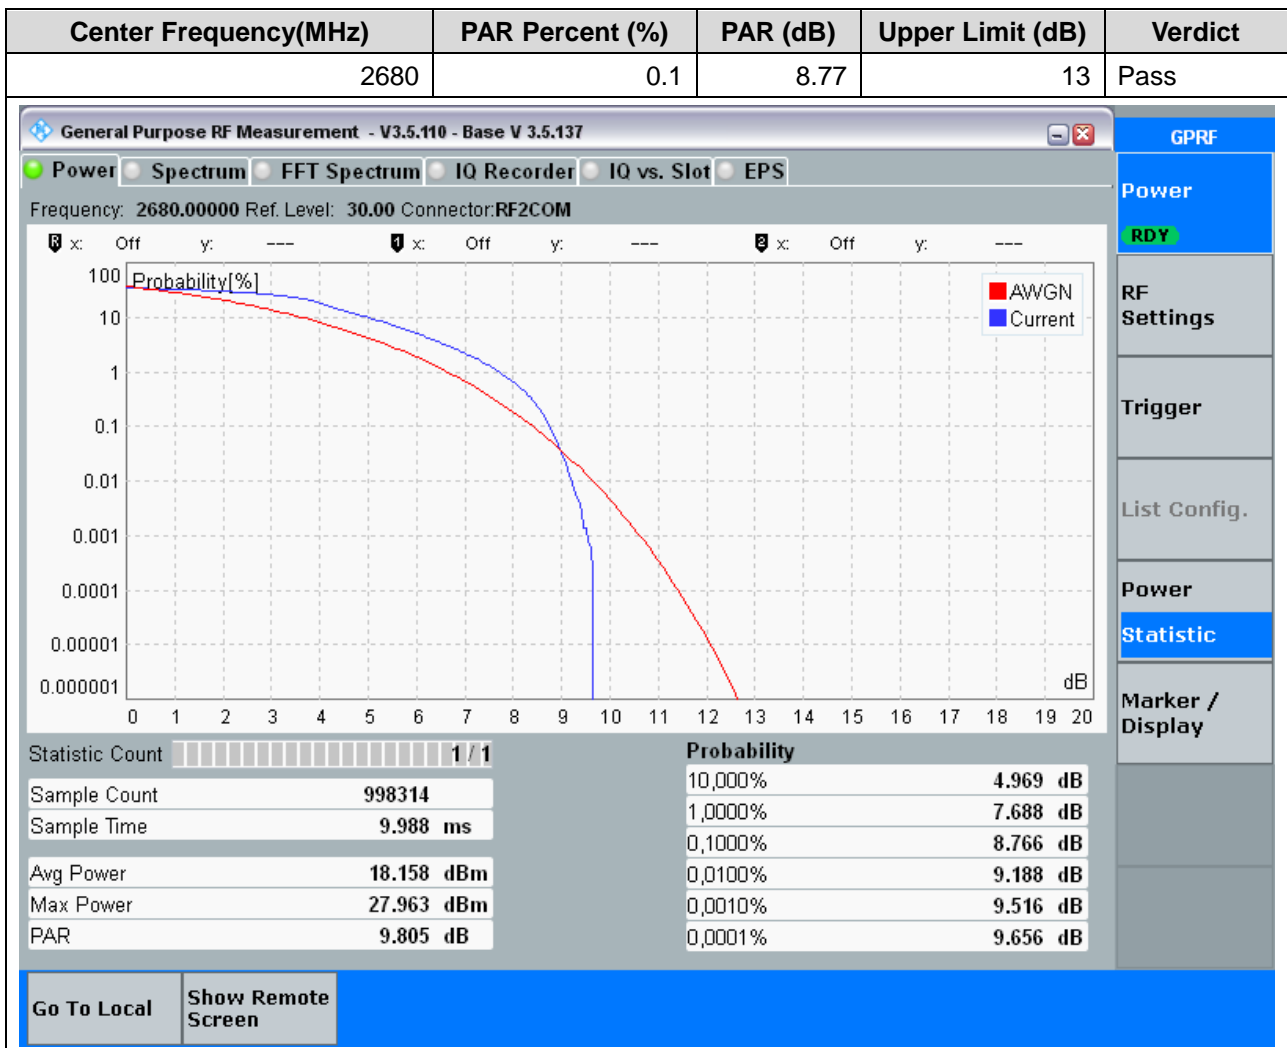 Center Frequency(MHz) PAR Percent (%) PAR (dB) Upper Limit (dB) Verdict
2680 0.1 8.77 13 Pass
General Purpose RF Measurement - V3.5.110 - Base V 3.5.137
GPRF
Power Spectrum FFT Spectrum IQ Recorder IQ vs. Slot EPS
Frequency: 2680.00000 Ref. Level: 30.00 Connector:RF2COM
Power
RDY
R x: Off y: --- 1 x: Off y: --- 2 x: Off y: ---
Probability[%]
AWGN
Current
100
10
1
0.1
0.01
0.001
0.0001
0.00001
0.000001
dB
0 1 2 3 4 5 6 7 8 9 10 11 12 13 14 15 16 17 18 19 20
RF
Settings
Trigger
List Config.
Power
Statistic
Marker /
Display
Statistic Count 1 / 1
Sample Count 998314
Sample Time 9.988 ms
Avg Power 18.158 dBm
Max Power 27.963 dBm
PAR 9.805 dB
Probability
10,000% 4.969 dB
1,0000% 7.688 dB
0,1000% 8.766 dB
0,0100% 9.188 dB
0,0010% 9.516 dB
0,0001% 9.656 dB
Go To Local
Show Remote
Screen